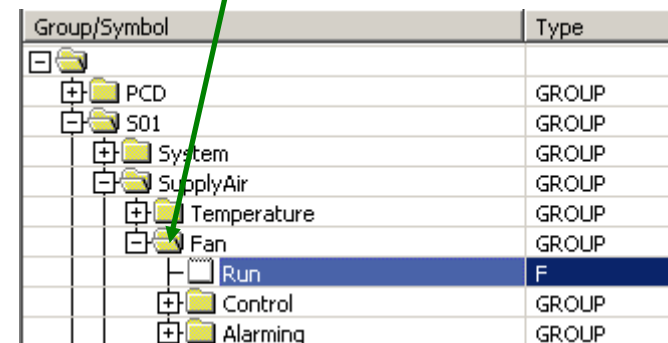 Group/Symbol Type
PCD GROUP
S01 GROUP
System GROUP
SupplyAir GROUP
Temperature GROUP
Fan GROUP
Run F
Control GROUP
Alarming GROUP